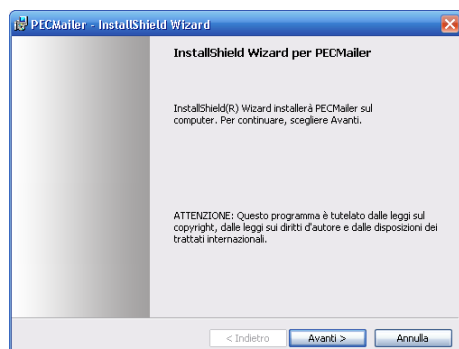 PECMailer - InstallShield Wizard
InstallShield Wizard per PECMailer
InstallShield(R) Wizard installerà PECMailer sul
computer. Per continuare, scegliere Avanti.
ATTENZIONE: Questo programma è tutelato dalle leggi sul
copyright, dalle leggi sui diritti d'autore e dalle disposizioni dei
trattati internazionali.
< Indietro
Avanti >
Annulla